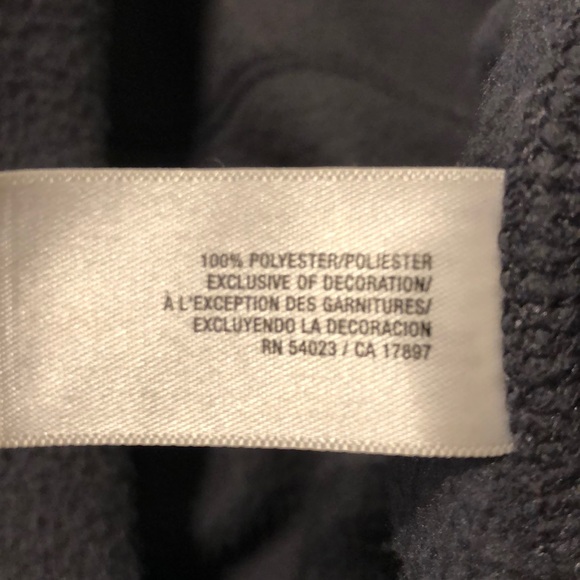 100% POLYESTER/POLIESTER
EXCLUSIVE OF DECORATION/
À L'EXCEPTION DES GARNITURES/
EXCLUYENDO LA DECORACION
RN 54023 / CA 17897